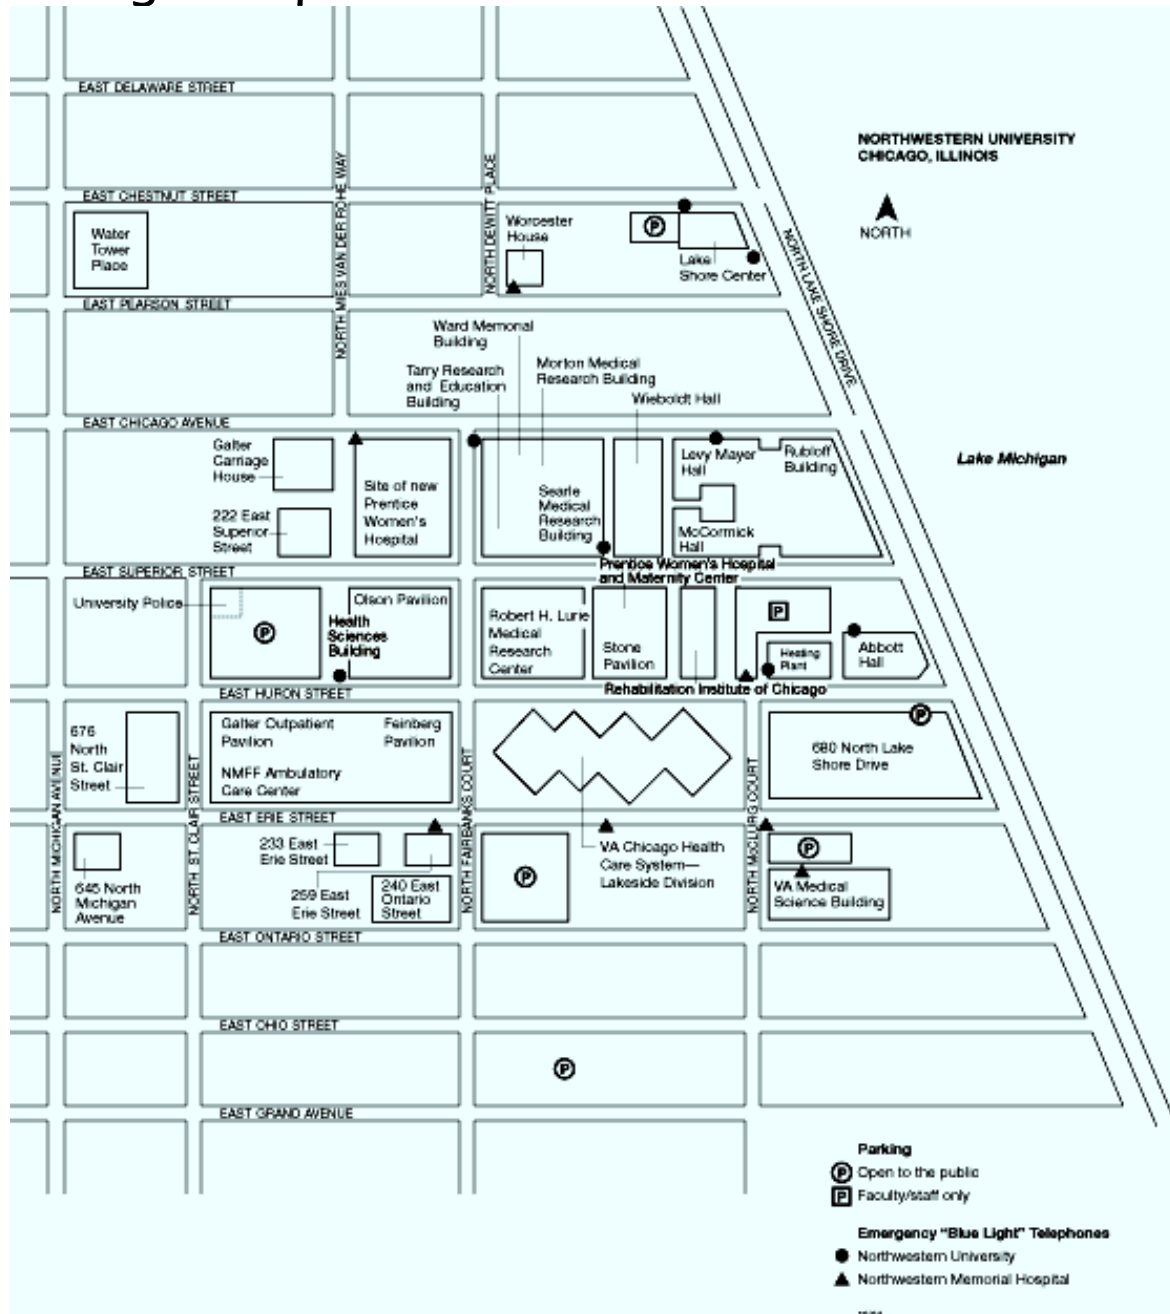 EAST DELAWARE STREET
NORTHWESTERN UNIVERSITY
CHICAGO, ILLINOIS
NORTH
EAST CHESTNUT STREET
NORTH MIES VAN DER ROHE WAY
NORTH DEWITT PLACE
Water
Tower
Place
Worcester
House
P
Lake
Shore Center
NORTH LAKE SHORE DRIVE
EAST PEARSON STREET
Ward Memorial
Building
Tarry Research
and Education
Building
Morton Medical
Research Building
Wieboldt Hall
EAST CHICAGO AVENUE
Galter
Carriage
House
222 East
Superior
Street
Site of new
Prentice
Women's
Hospital
Searle
Medical
Research
Building
Levy Mayer
Hall
Rubloff
Building
McCormick
Hall
Lake Michigan
EAST SUPERIOR STREET
Prentice Women's Hospital
and Maternity Center
University Police
P
Olson Pavilion
Health
Sciences
Building
Robert H. Lurie
Medical
Research
Center
Stone
Pavilion
P
Heating
Plant
Abbott
Hall
Rehabilitation Institute of Chicago
EAST HURON STREET
676
North
St. Clair
Street
Galter Outpatient
Pavilion
Feinberg
Pavilion
NMFF Ambulatory
Care Center
P
680 North Lake
Shore Drive
NORTH MICHIGAN AVENUE
NORTH ST. CLAIR STREET
NORTH FAIRBANKS COURT
NORTH McCLURG COURT
EAST ERIE STREET
645 North
Michigan
Avenue
233 East
Erie Street
259 East
Erie Street
240 East
Ontario
Street
P
VA Chicago Health
Care System—
Lakeside Division
P
VA Medical
Science Building
EAST ONTARIO STREET
EAST OHIO STREET
P
EAST GRAND AVENUE
Parking
P Open to the public
P Faculty/staff only
Emergency "Blue Light" Telephones
Northwestern University
Northwestern Memorial Hospital